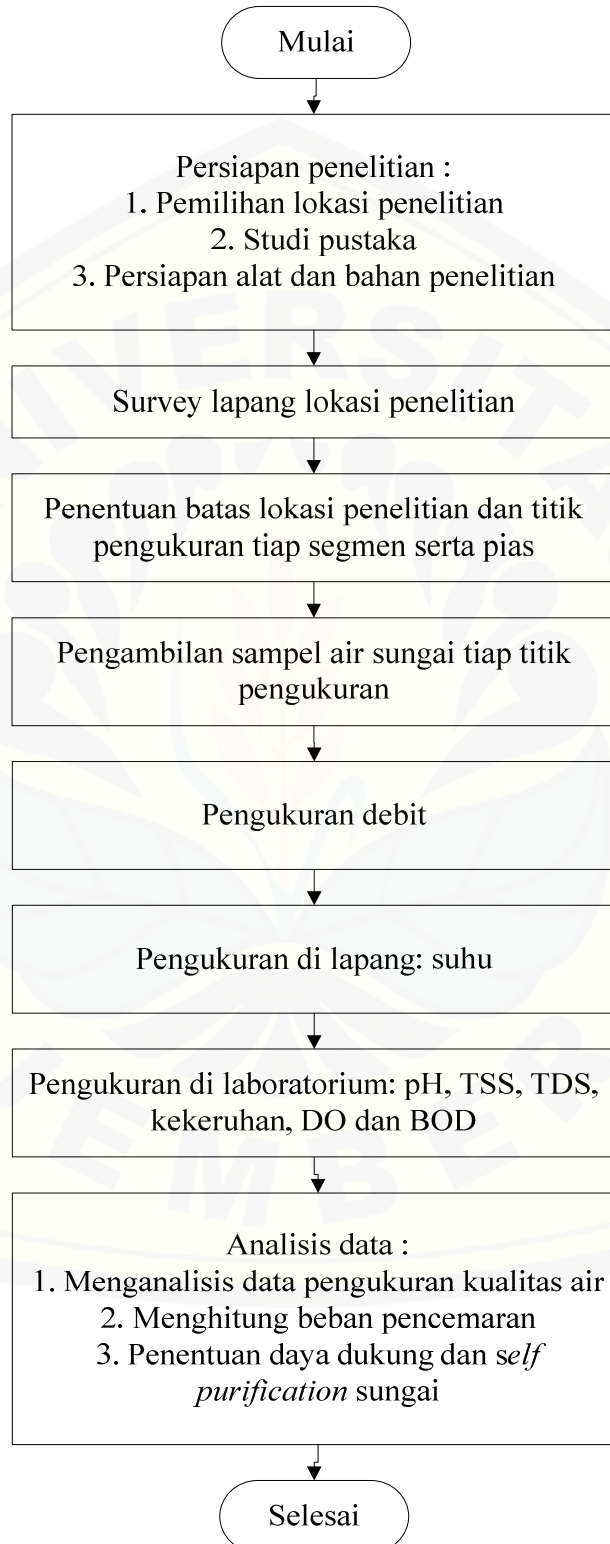 Mulai
Persiapan penelitian :
1. Pemilihan lokasi penelitian
2. Studi pustaka
3. Persiapan alat dan bahan penelitian
Survey lapang lokasi penelitian
Penentuan batas lokasi penelitian dan titik
pengukuran tiap segmen serta pias
Pengambilan sampel air sungai tiap titik
pengukuran
Pengukuran debit
Pengukuran di lapang: suhu
Pengukuran di laboratorium: pH, TSS, TDS,
kekeruhan, DO dan BOD
Analisis data :
1. Menganalisis data pengukuran kualitas air
2. Menghitung beban pencemaran
3. Penentuan daya dukung dan self
purification sungai
Selesai